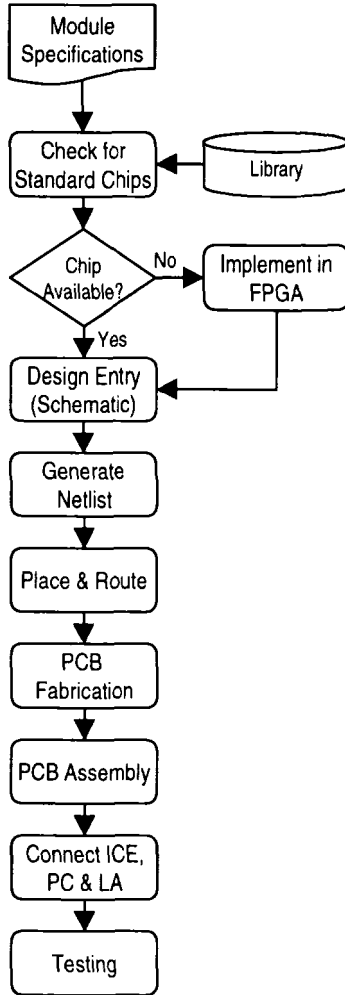 Module
Specifications
Check for
Standard Chips
Library
Chip
Available?
No
Implement in
FPGA
Yes
Design Entry
(Schematic)
Generate
Netlist
Place & Route
PCB
Fabrication
PCB Assembly
Connect ICE,
PC & LA
Testing